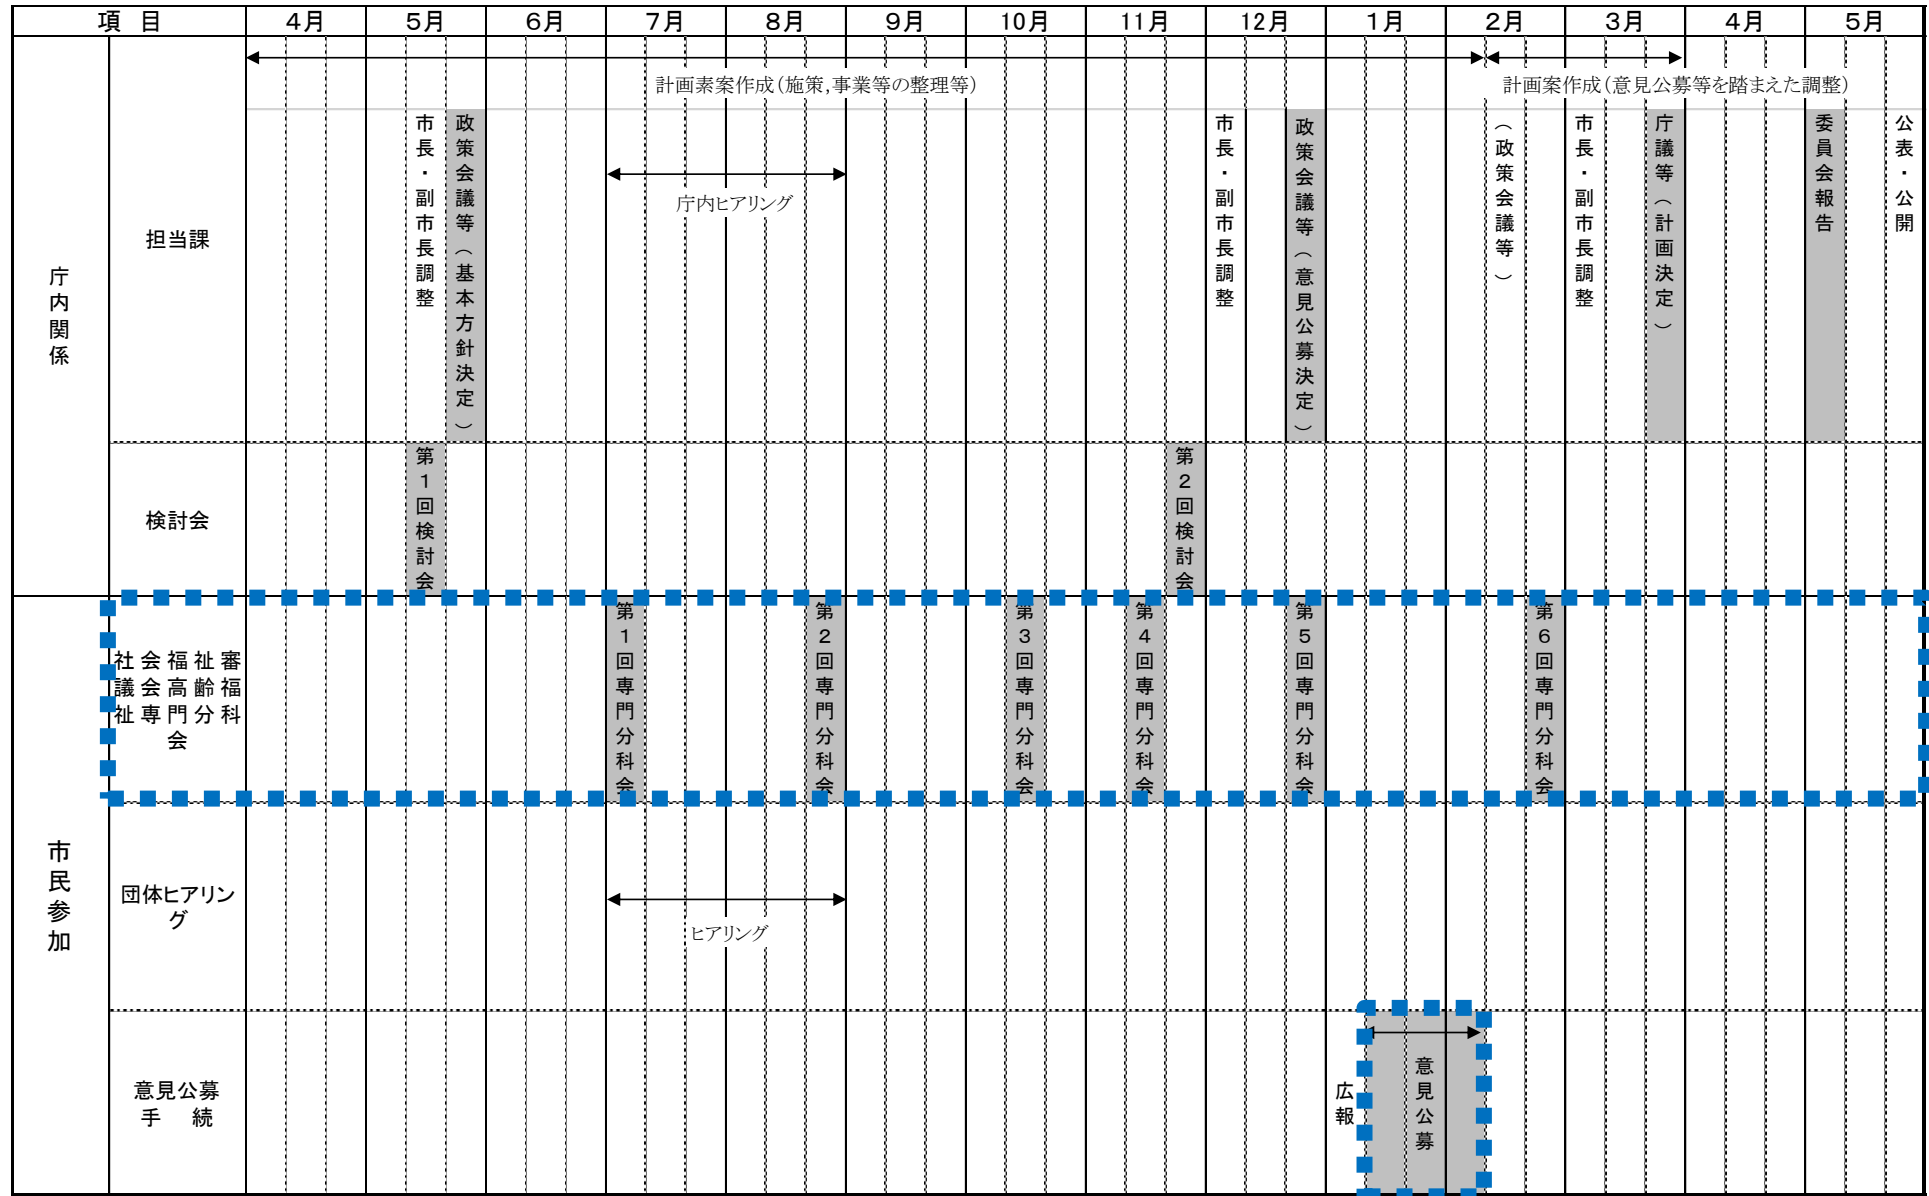 項 目 4月 5月 6月 7月 8月 9月 10月 11月 12月 1月 2月 3月 4月 5月
計画素案作成（施策,事業等の整理等）
計画案作成（意見公募等を踏まえた調整）
庁内関係
担当課
市長・副市長調整
政策会議等（基本方針決定）
庁内ヒアリング
市長・副市長調整
政策会議等（意見公募決定）
（政策会議等）
市長・副市長調整
庁議等（計画決定）
委員会報告
公表・公開
検討会
第1回検討会
第2回検討会
市民参加
社会福祉審
議会高齢福
祉専門分科
会
第1回専門分科会
第2回専門分科会
第3回専門分科会
第4回専門分科会
第5回専門分科会
第6回専門分科会
団体ヒアリン
グ
ヒアリング
意見公募
手 続
広報
意見公募